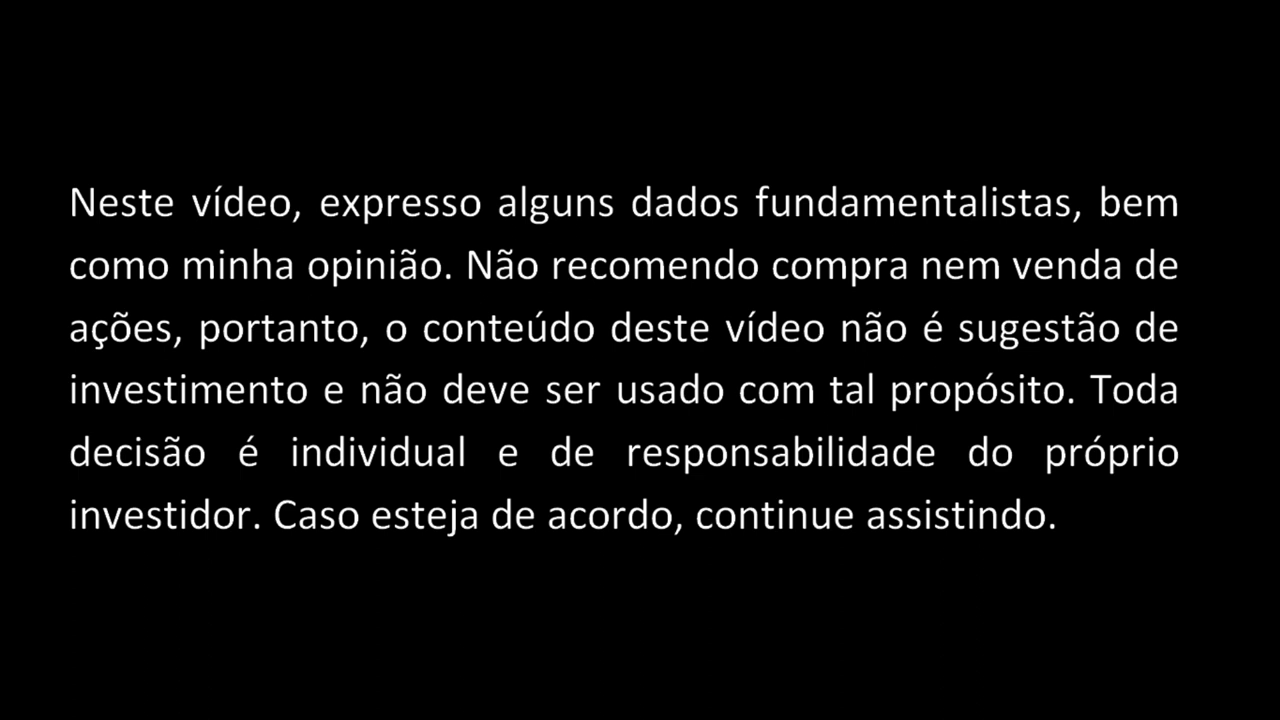 Neste vídeo, expresso alguns dados fundamentalistas, bem
como minha opinião. Não recomendo compra nem venda de
ações, portanto, o conteúdo deste vídeo não é sugestão de
investimento e não deve ser usado com tal propósito. Toda
decisão é individual e de responsabilidade do próprio
investidor. Caso esteja de acordo, continue assistindo.